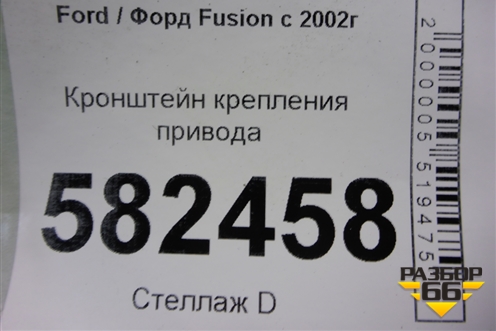 Ford / Форд Fusion с 2002г
Кронштейн крепления
привода
582458
Стеллаж D
2000005519475
РАЗБОР
66